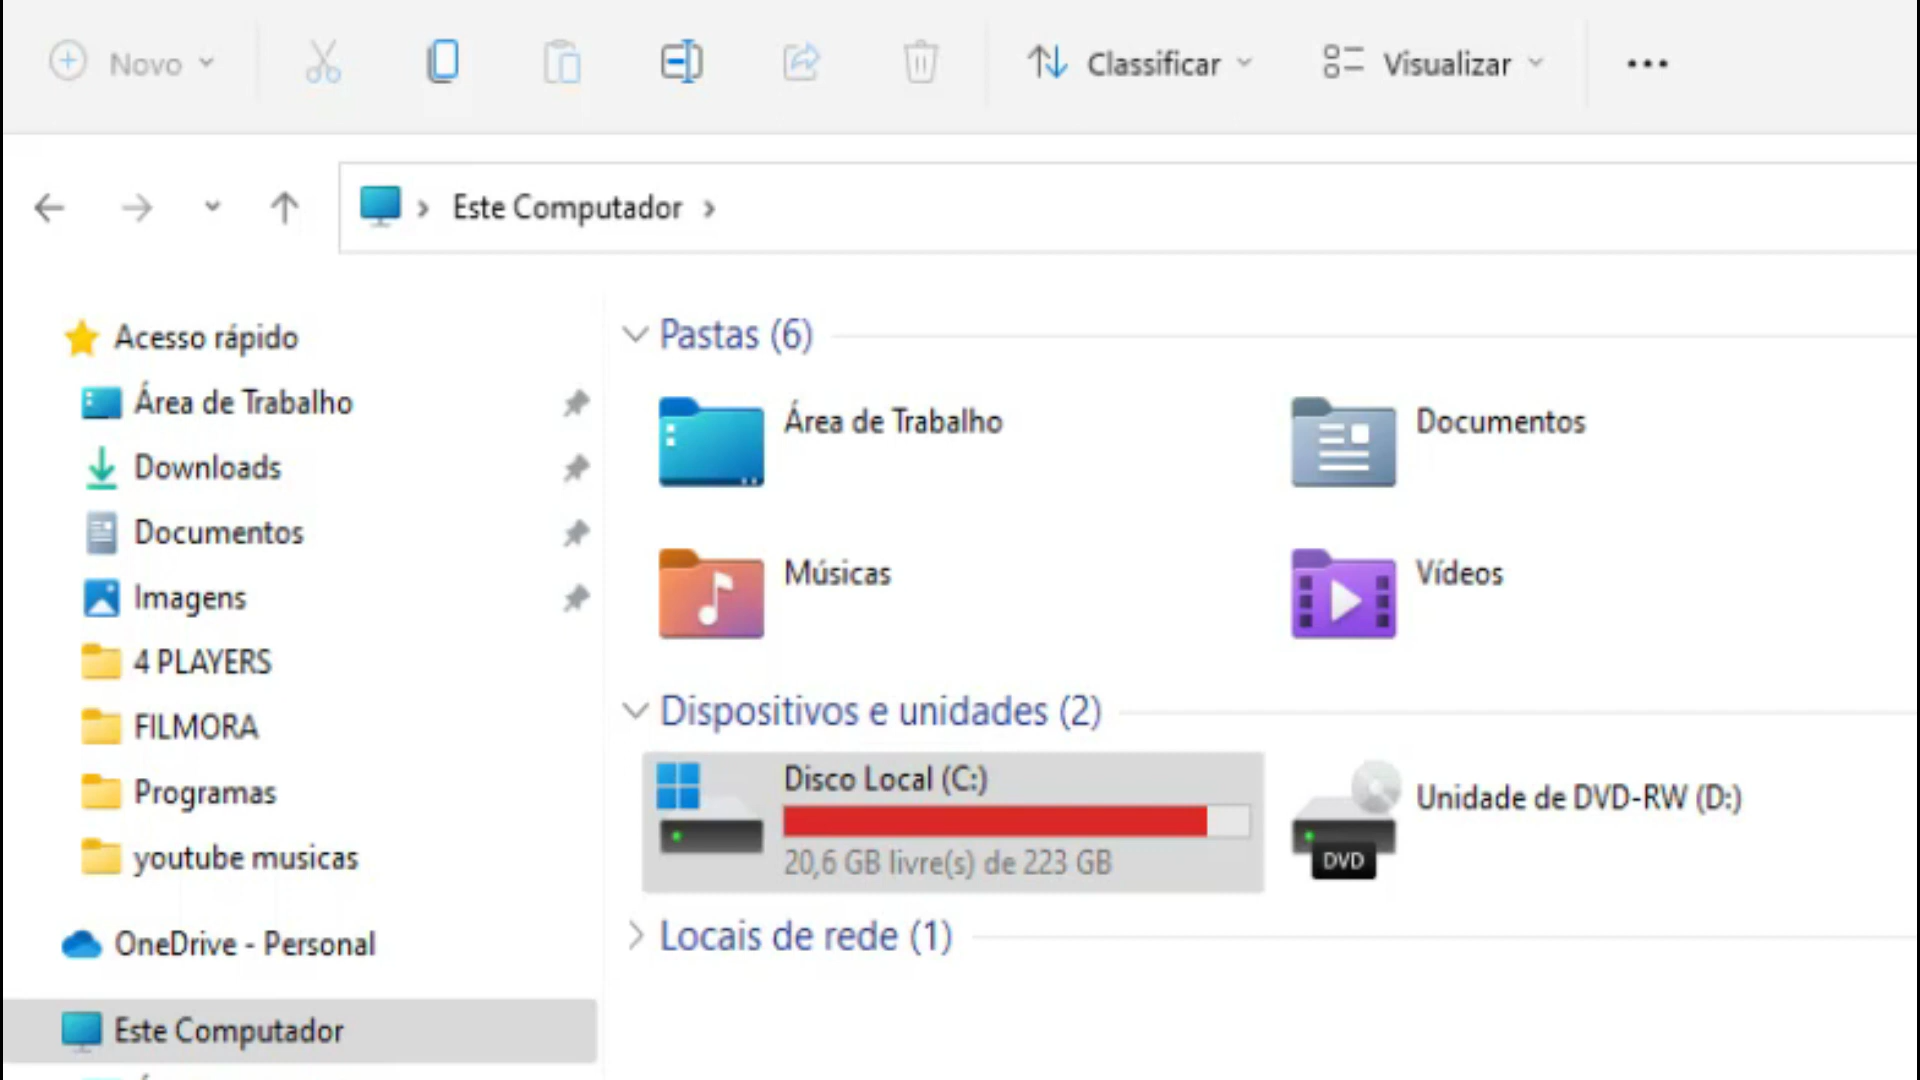 Novo
Classificar
Visualizar
Este Computador
Acesso rápido
Área de Trabalho
Downloads
Documentos
Imagens
4 PLAYERS
FILMORA
Programas
youtube musicas
OneDrive - Personal
Este Computador
Pastas (6)
Área de Trabalho
Documentos
Músicas
Vídeos
Dispositivos e unidades (2)
Disco Local (C:)
20,6 GB livre(s) de 223 GB
Unidade de DVD-RW (D:)
DVD
Locais de rede (1)